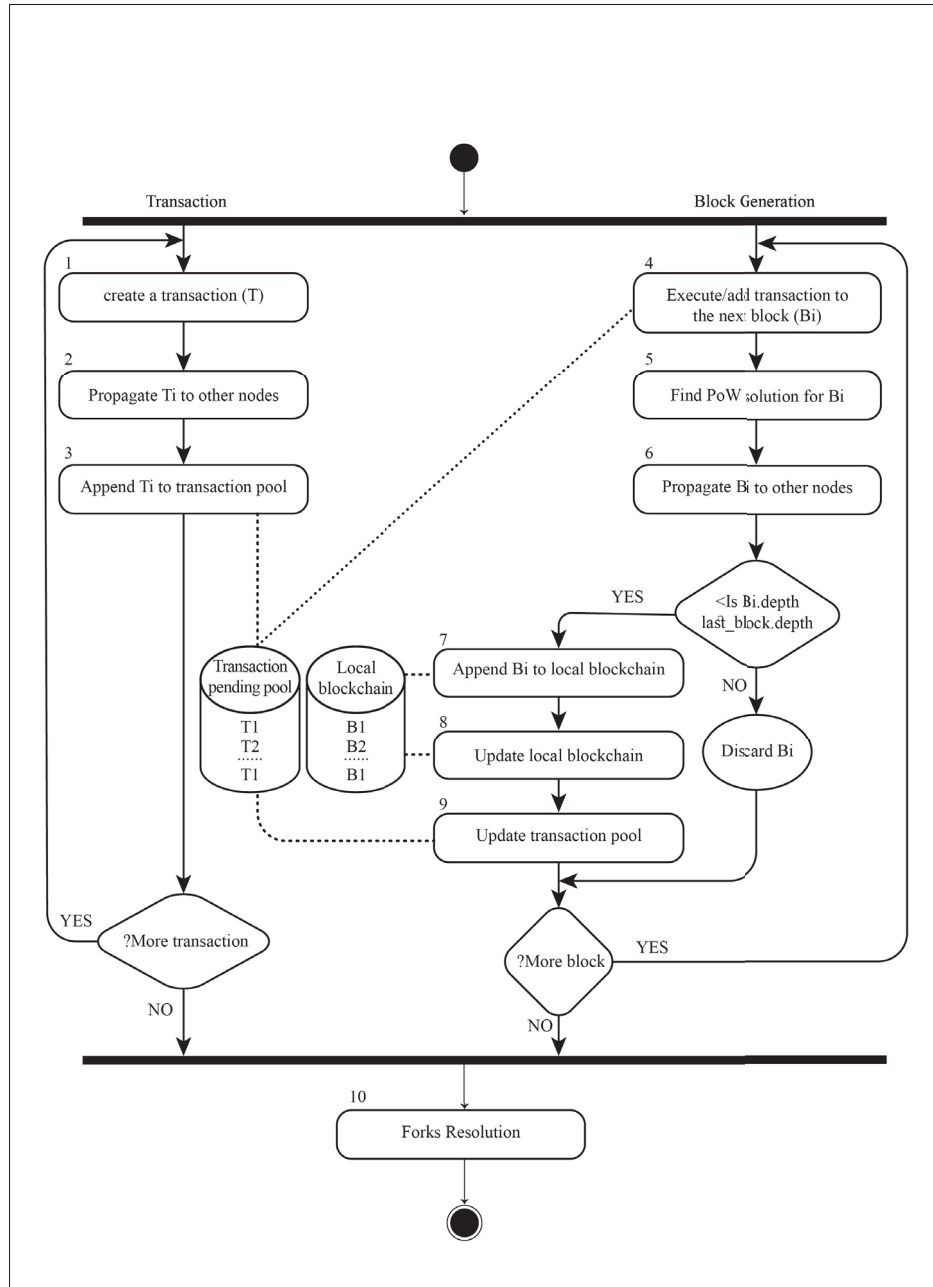 Transaction
Block Generation
1
create a transaction (T)
2
Propagate Ti to other nodes
3
Append Ti to transaction pool
4
Execute/add transaction to
the next block (Bi)
5
Find PoW solution for Bi
6
Propagate Bi to other nodes
<Is Bi.depth
?
last_block.depth
YES
NO
7
Append Bi to local blockchain
8
Update local blockchain
9
Update transaction pool
Discard Bi
Transaction
pending pool
T1
T2
......
T1
Local
blockchain
B1
B2
......
B1
YES
?More transaction
NO
?More block
YES
NO
10
Forks Resolution